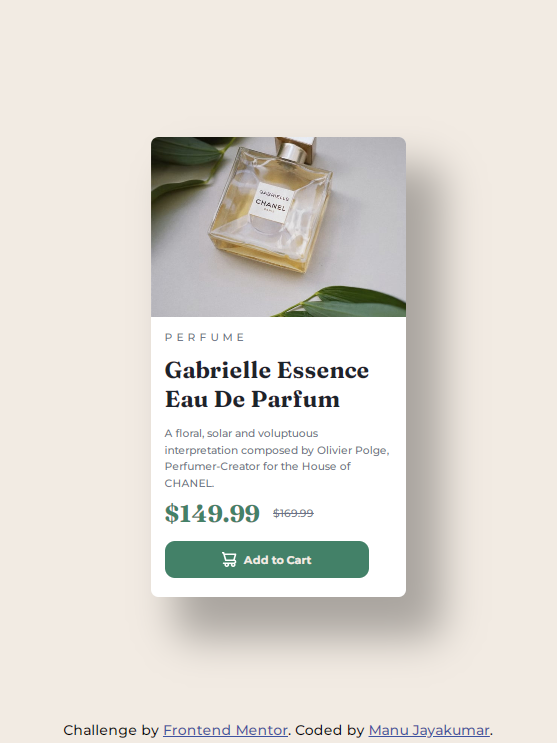 GABRIELLE
CHANEL
PARIS
PERFUME
Gabrielle Essence
Eau De Parfum
A floral, solar and voluptuous
interpretation composed by Olivier Polge,
Perfumer-Creator for the House of
CHANEL.
$149.99 $169.99
Add to Cart
Challenge by Frontend Mentor. Coded by Manu Jayakumar.